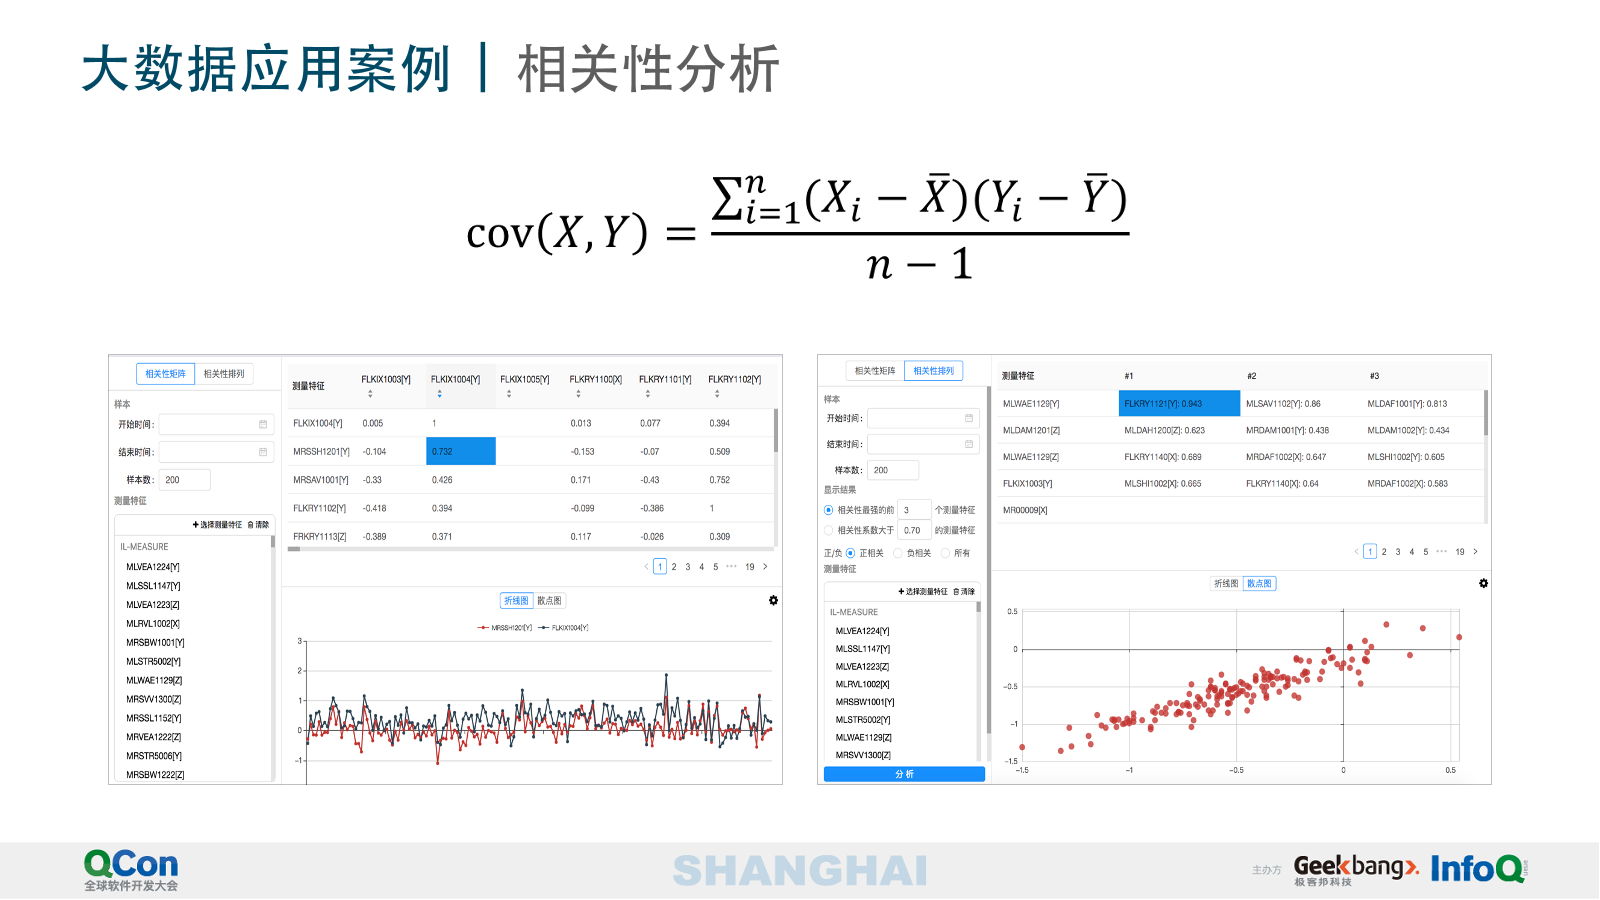 大数据应用案例 | 相关性分析
cov(X, Y) = \frac{\sum_{i=1}^{n}(X_i − \bar{X})(Y_i − \bar{Y})}{n − 1}
相关性矩阵 相关性排列
样本
开始时间:
结束时间:
样本数: 200
测量特征
+选择测量特征 清除
IL-MEASURE
MLVEA1224[Y]
MLSSL1147[Y]
MLVEA1223[Z]
MLRVL1002[X]
MRSBW1001[Y]
MLSTR5002[Y]
MLWAE1129[Z]
MRSVV1300[Z]
MRSSL1152[Y]
MRVEA1222[Z]
MRSTR5006[Y]
MRSBW1222[Z]
测量特征 FLKIX1003[Y] FLKIX1004[Y] FLKIX1005[Y] FLKRY1100[X] FLKRY1101[Y] FLKRY1102[Y]
FLKIX1004[Y] 0.005 1 0.013 0.077 0.394
MRSSH1201[Y] -0.104 0.732 -0.153 -0.07 0.509
MRSAV1001[Y] -0.33 0.426 0.171 -0.43 0.752
FLKRY1102[Y] -0.418 0.394 -0.099 -0.386 1
FRKRY1113[Z] -0.389 0.371 0.117 -0.026 0.309
< 1 2 3 4 5 ••• 19 >
折线图 散点图
MRSSH1201[Y] FLKIX1004[Y]
3
2
1
0
-1
相关性矩阵 相关性排列
样本
开始时间:
结束时间:
样本数: 200
显示结果
相关性最强的前 3 个测量特征
相关性系数大于 0.70 的测量特征
正/负 正相关 负相关 所有
测量特征
+选择测量特征 清除
IL-MEASURE
MLVEA1224[Y]
MLSSL1147[Y]
MLVEA1223[Z]
MLRVL1002[X]
MRSBW1001[Y]
MLSTR5002[Y]
MLWAE1129[Z]
MRSVV1300[Z]
分 析
测量特征 #1 #2 #3
MLWAE1129[Y] FLKRY1121[Y]: 0.943 MLSAV1102[Y]: 0.86 MLDAF1001[Y]: 0.813
MLDAM1201[Z] MLDAH1200[Z]: 0.623 MRDAM1001[Y]: 0.438 MLDAM1002[Y]: 0.434
MLWAE1129[Z] FLKRY1140[X]: 0.689 MRDAF1002[X]: 0.647 MLSHI1002[Y]: 0.605
FLKIX1003[Y] MLSHI1002[X]: 0.665 FLKRY1140[X]: 0.64 MRDAF1002[X]: 0.583
MR00009[X]
< 1 2 3 4 5 ••• 19 >
折线图 散点图
0.5
0
-0.5
-1
-1.5
-1.5 -1 -0.5 0 0.5
QCon
全球软件开发大会
SHANGHAI
主办方 Geekbang>. InfoQ
极客邦科技